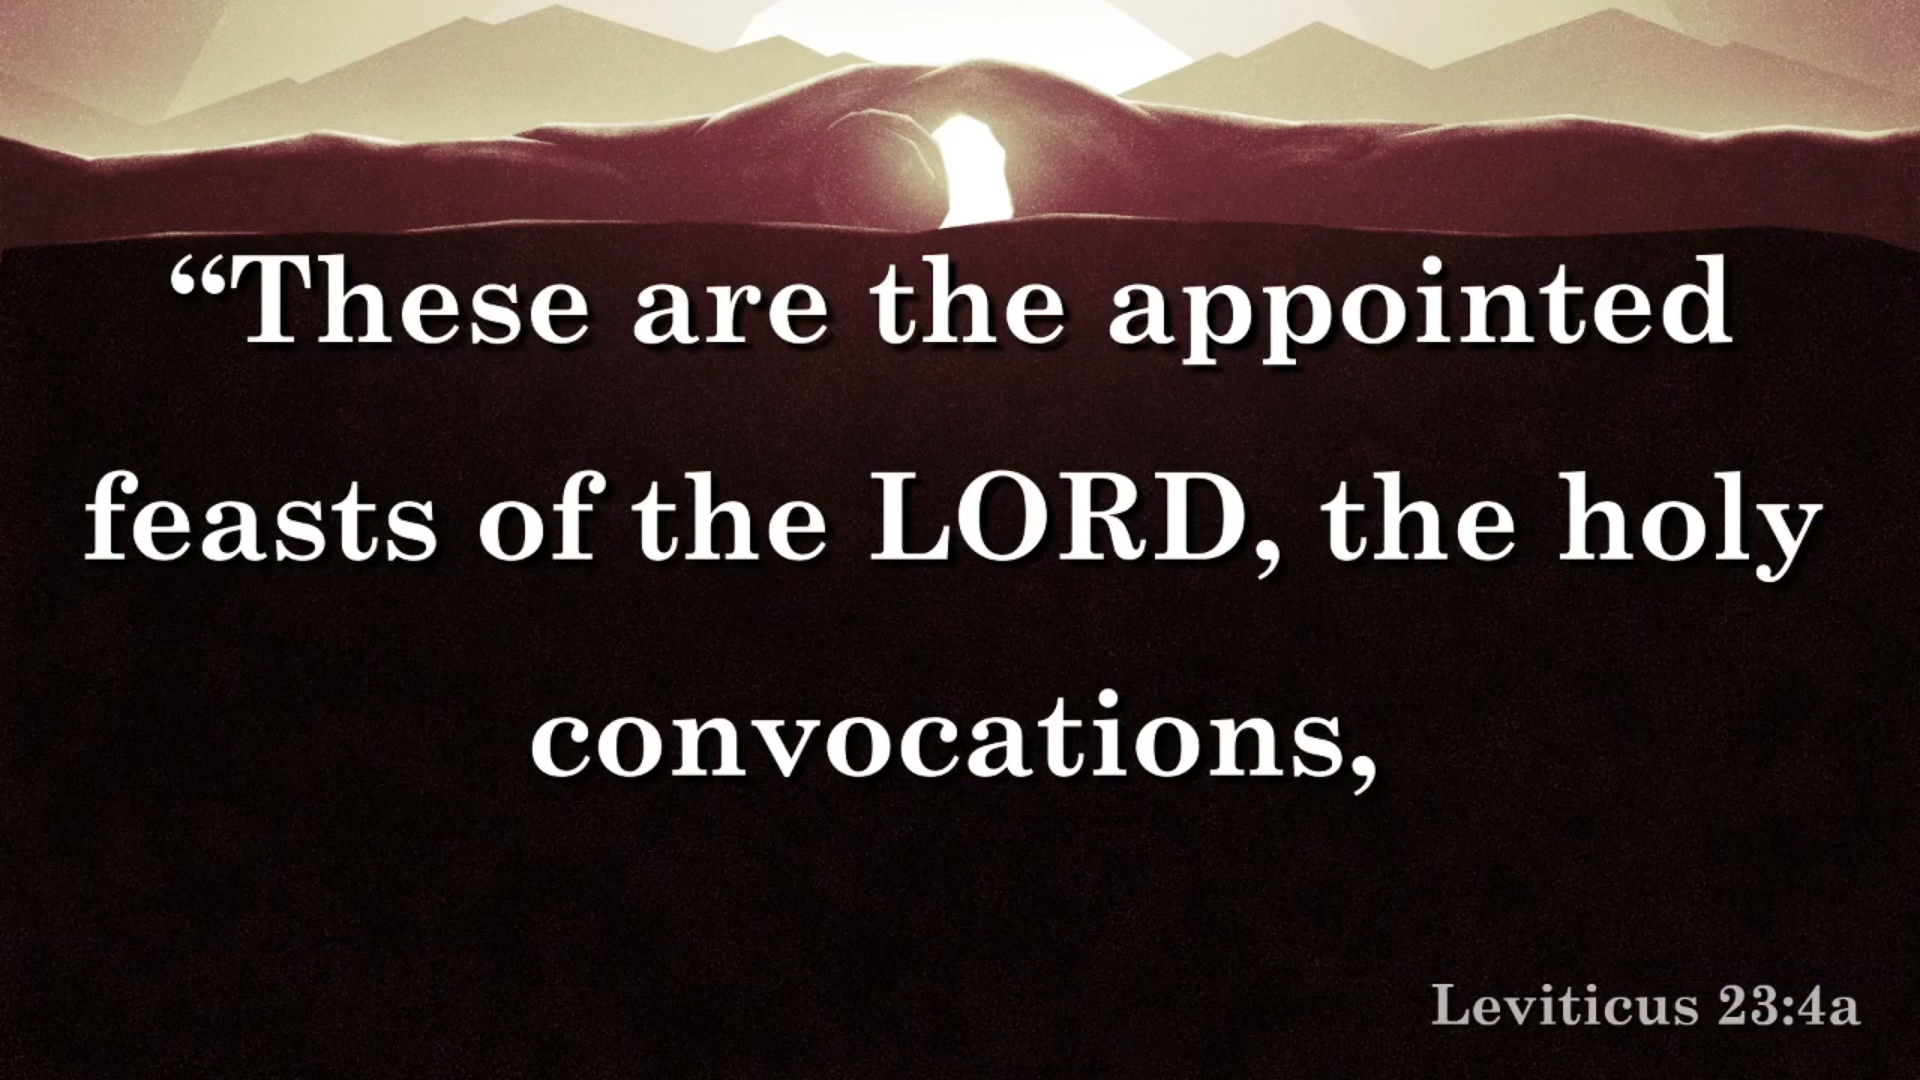 “These are the appointed
feasts of the LORD, the holy
convocations,
Leviticus 23:4a